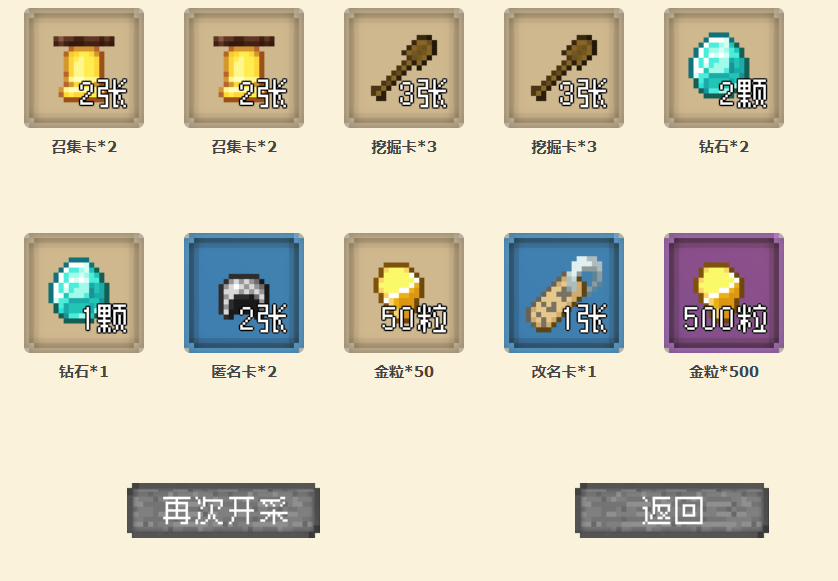 2张 2张 3张 3张 2颗
召集卡*2 召集卡*2 挖掘卡*3 挖掘卡*3 钻石*2
1颗 2张 50粒 1张 500粒
钻石*1 匿名卡*2 金粒*50 改名卡*1 金粒*500
再次开采 返回